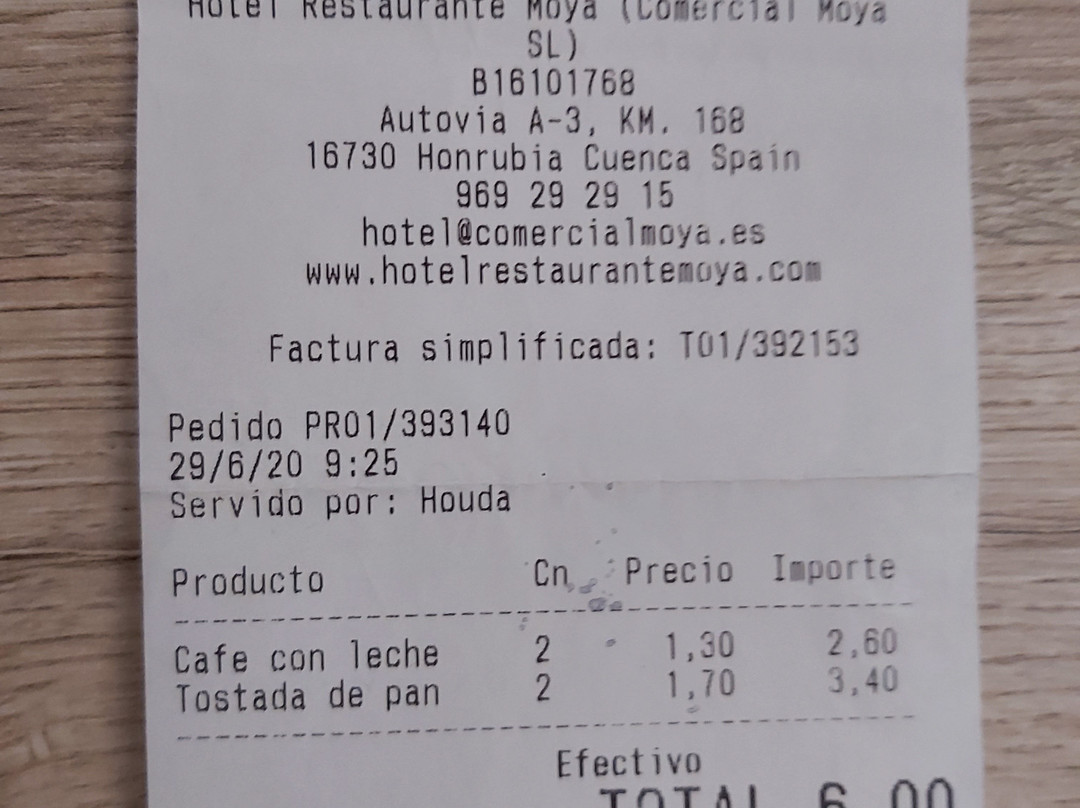 Hotel Restaurante Moya (Comercial Moya
SL)
B16101768
Autovia A-3, KM. 168
16730 Honrubia Cuenca Spain
969 29 29 15
hotel@comercialmoya.es
www.hotelrestaurantemoya.com
Factura simplificada: T01/392153
Pedido PR01/393140
29/6/20 9:25
Servido por: Houda
Producto Cn Precio Importe
Cafe con leche 2 1,30 2,60
Tostada de pan 2 1,70 3,40
Efectivo
TOTAL 6,00